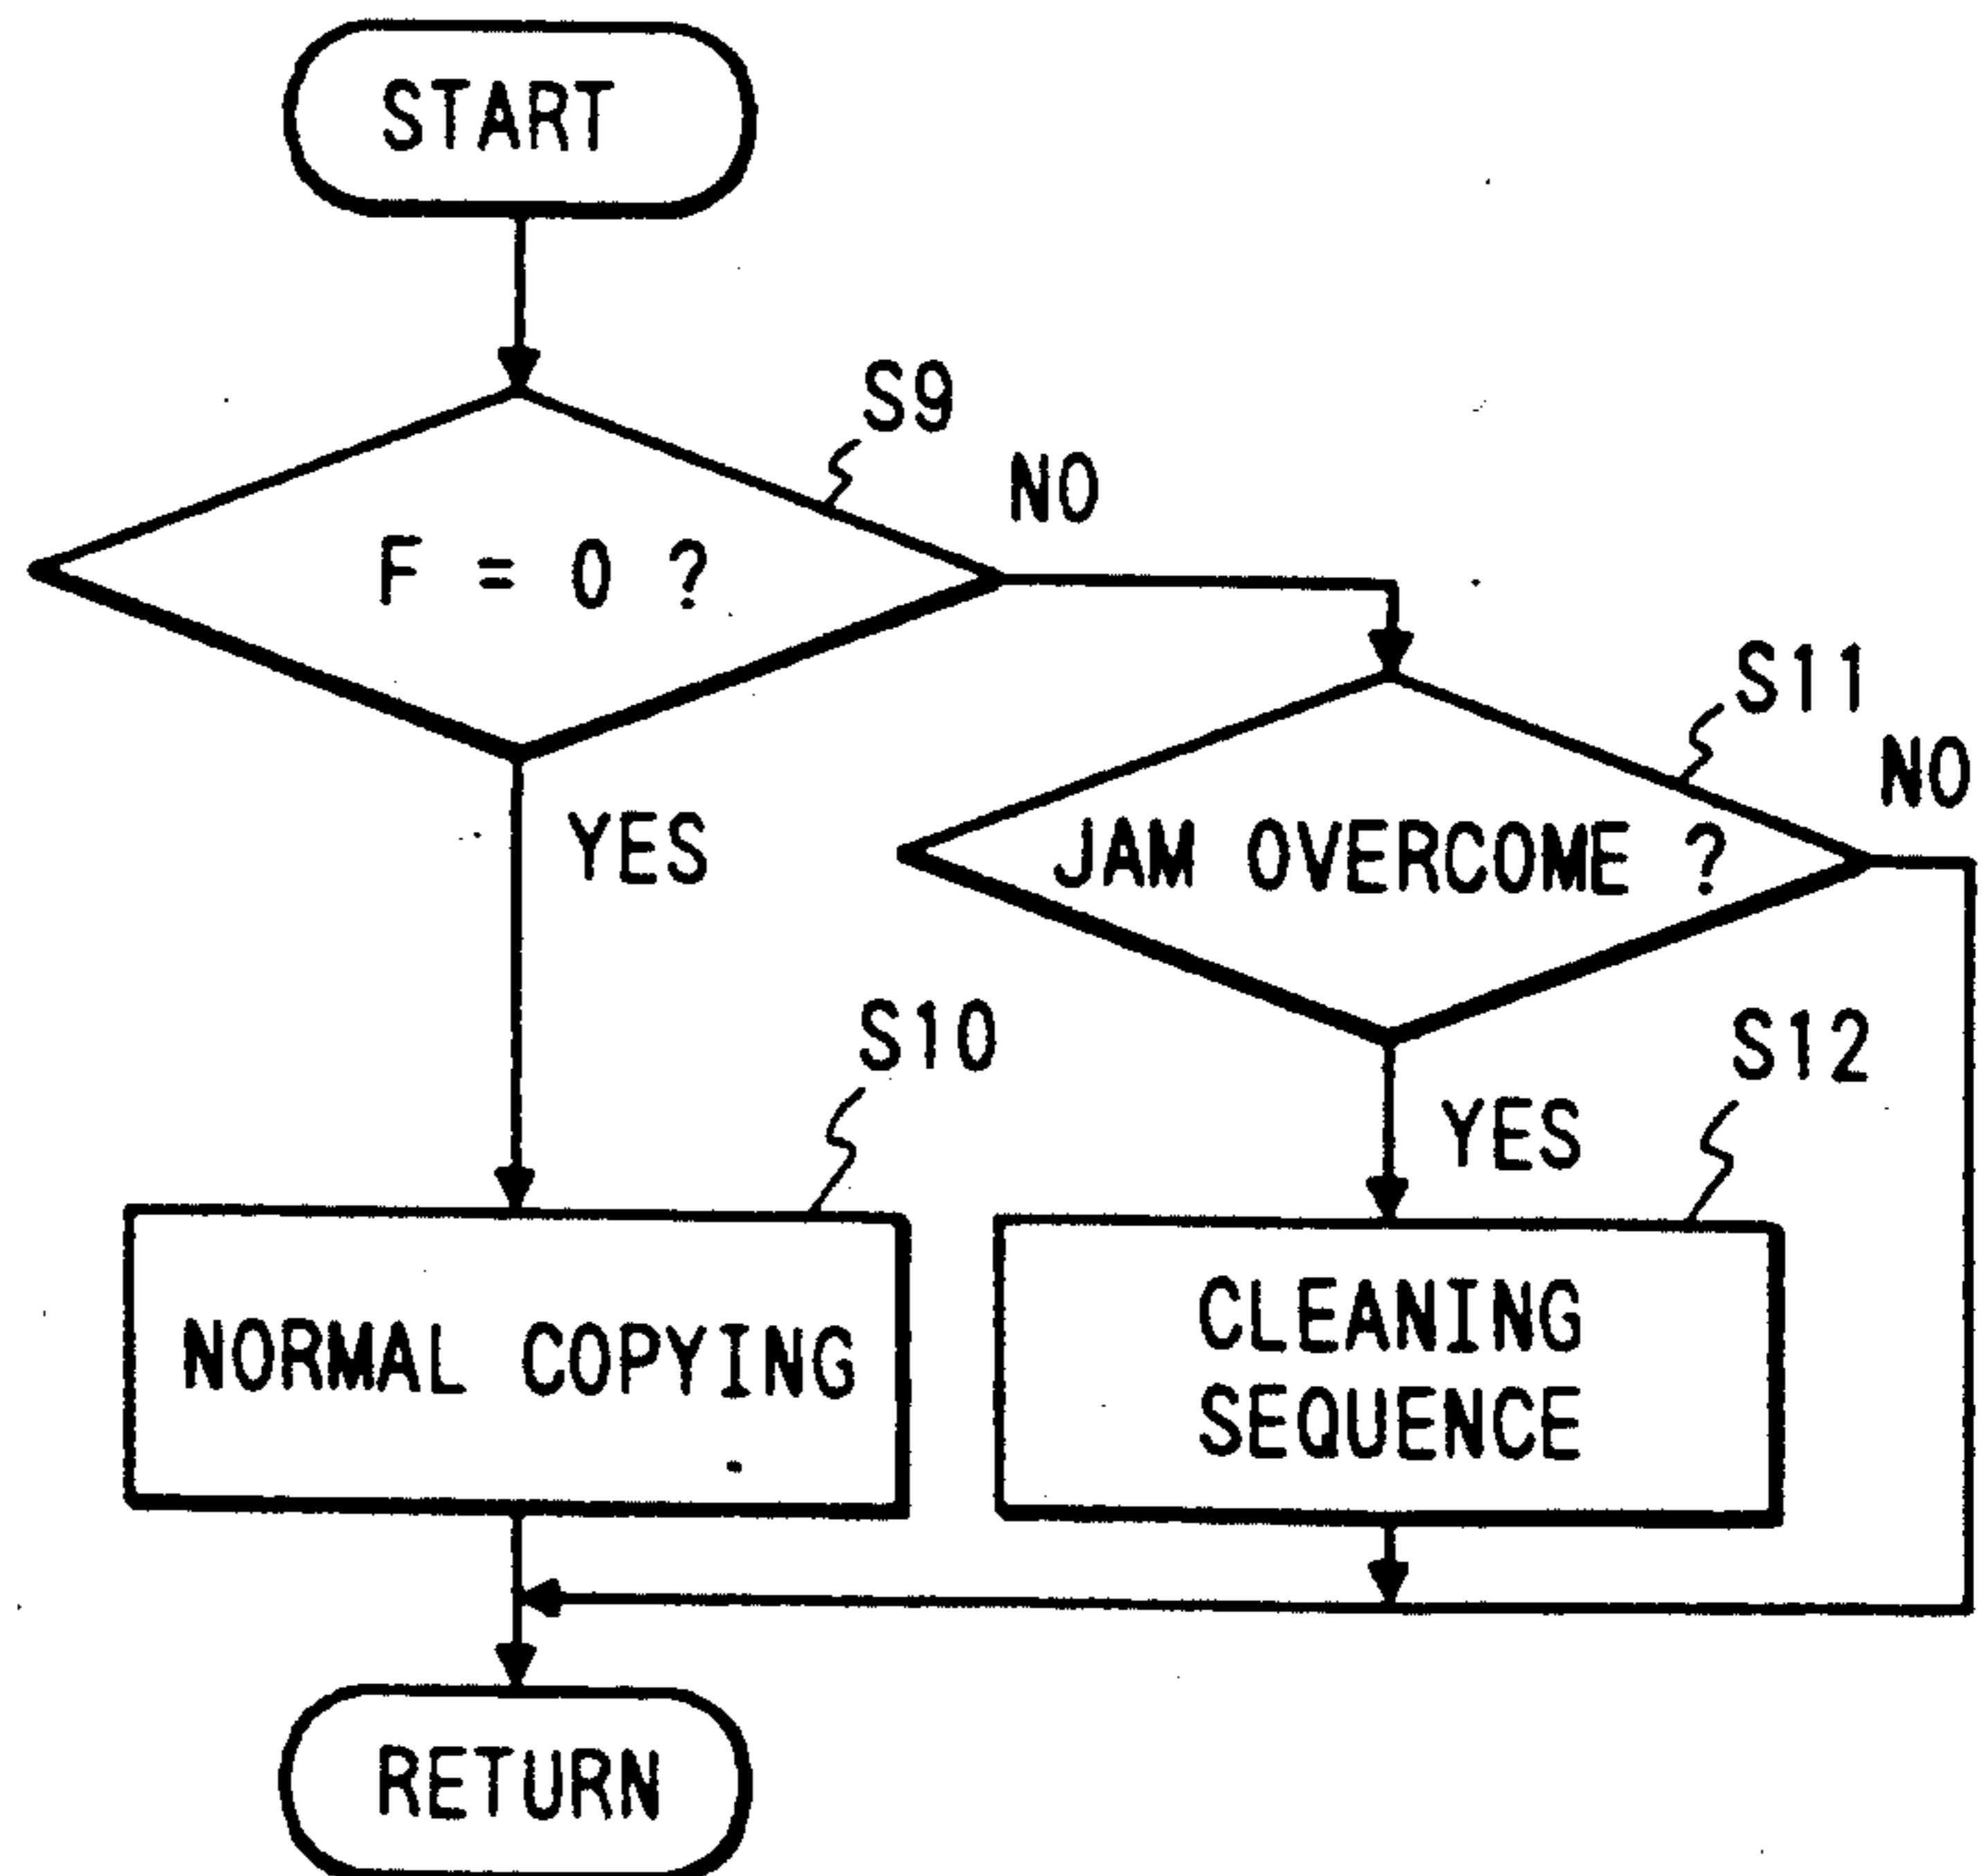 START
S9
NO
F = 0 ?
S11
NO
YES
JAM OVERCOME ?
S10
S12
YES
NORMAL COPYING
CLEANING
SEQUENCE
RETURN